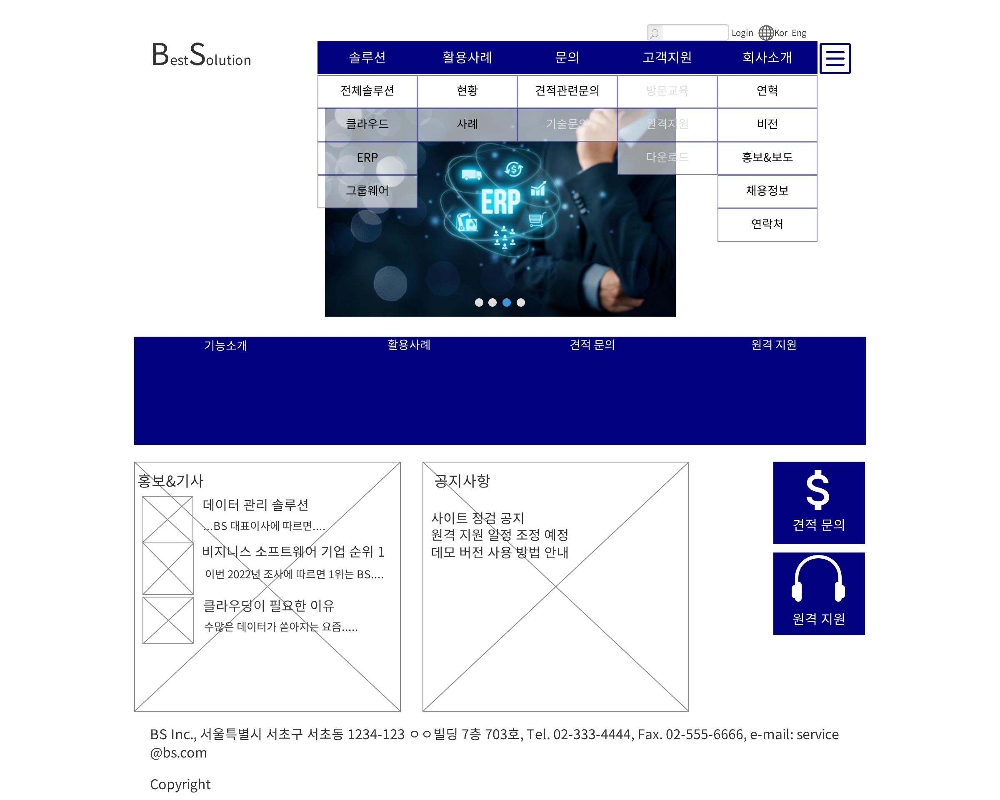 Login Kor Eng
BestSolution
솔루션 활용사례 문의 고객지원 회사소개
전체솔루션 현황 견적관련문의 방문교육 연혁
클라우드 사례 기술문의 원격지원 비전
ERP 다운로드 홍보&보도
그룹웨어 채용정보
ERP
연락처
$
기능소개 활용사례 견적 문의 원격 지원
홍보&기사
데이터 관리 솔루션
...BS 대표이사에 따르면....
비지니스 소프트웨어 기업 순위 1
이번 2022년 조사에 따르면 1위는 BS....
클라우딩이 필요한 이유
수많은 데이터가 쏟아지는 요즘.....
공지사항
사이트 정검 공지
원격 지원 일정 조정 예정
데모 버전 사용 방법 안내
$
견적 문의
원격 지원
BS Inc., 서울특별시 서초구 서초동 1234-123 ㅇㅇ빌딩 7층 703호, Tel. 02-333-4444, Fax. 02-555-6666, e-mail: service
@bs.com
Copyright